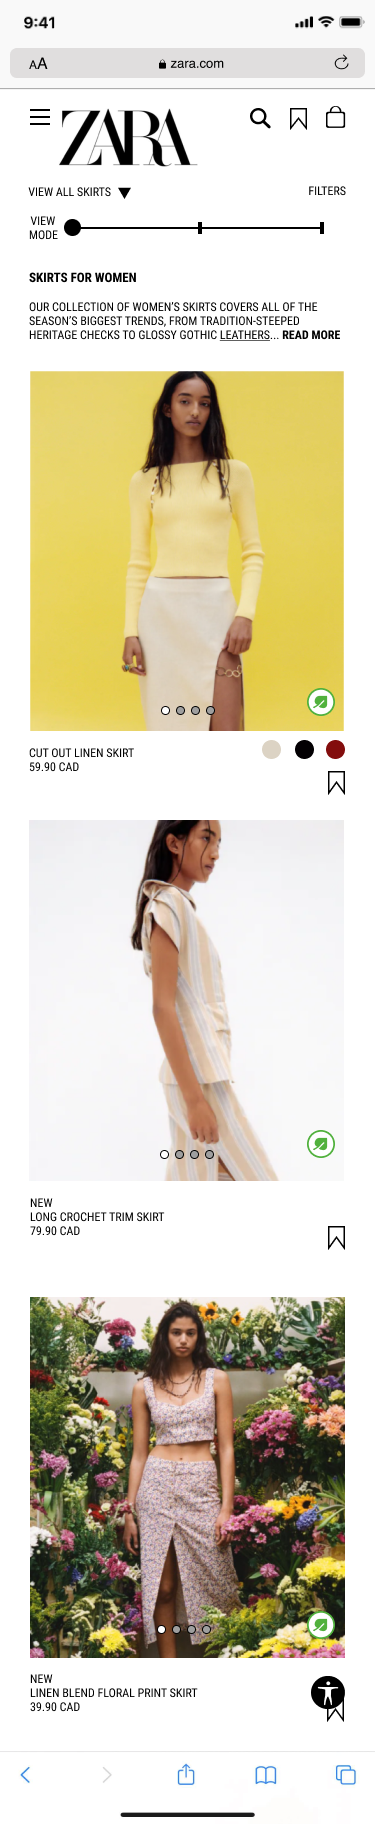 9:41
AA
zara.com
ZARA
VIEW ALL SKIRTS
FILTERS
VIEW
MODE
SKIRTS FOR WOMEN
OUR COLLECTION OF WOMEN'S SKIRTS COVERS ALL OF THE
SEASON'S BIGGEST TRENDS, FROM TRADITION-STEEPED
HERITAGE CHECKS TO GLOSSY GOTHIC LEATHERS... READ MORE
CUT OUT LINEN SKIRT
59.90 CAD
NEW
LONG CROCHET TRIM SKIRT
79.90 CAD
NEW
LINEN BLEND FLORAL PRINT SKIRT
39.90 CAD